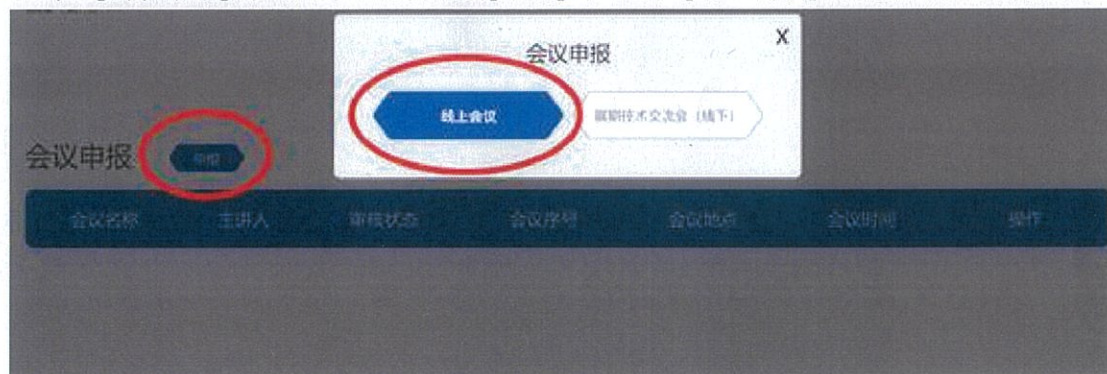 会议申报
X
线上会议
展期技术交流会（线下）
会议申报
申报
会议名称 主讲人 审核状态 会议序号 会议地点 会议时间 操作